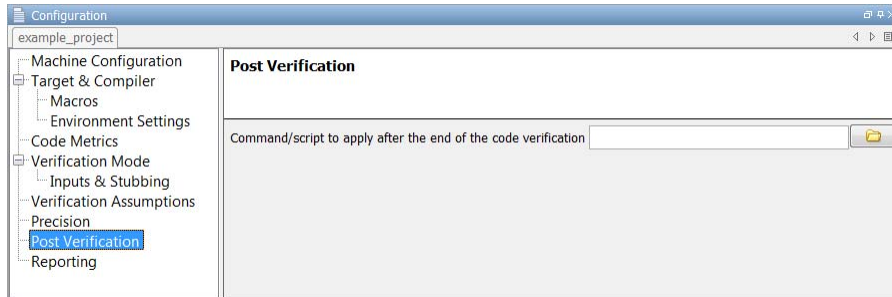 Configuration
example_project
Machine Configuration
Target & Compiler
Macros
Environment Settings
Code Metrics
Verification Mode
Inputs & Stubbing
Verification Assumptions
Precision
Post Verification
Reporting
Post Verification
Command/script to apply after the end of the code verification